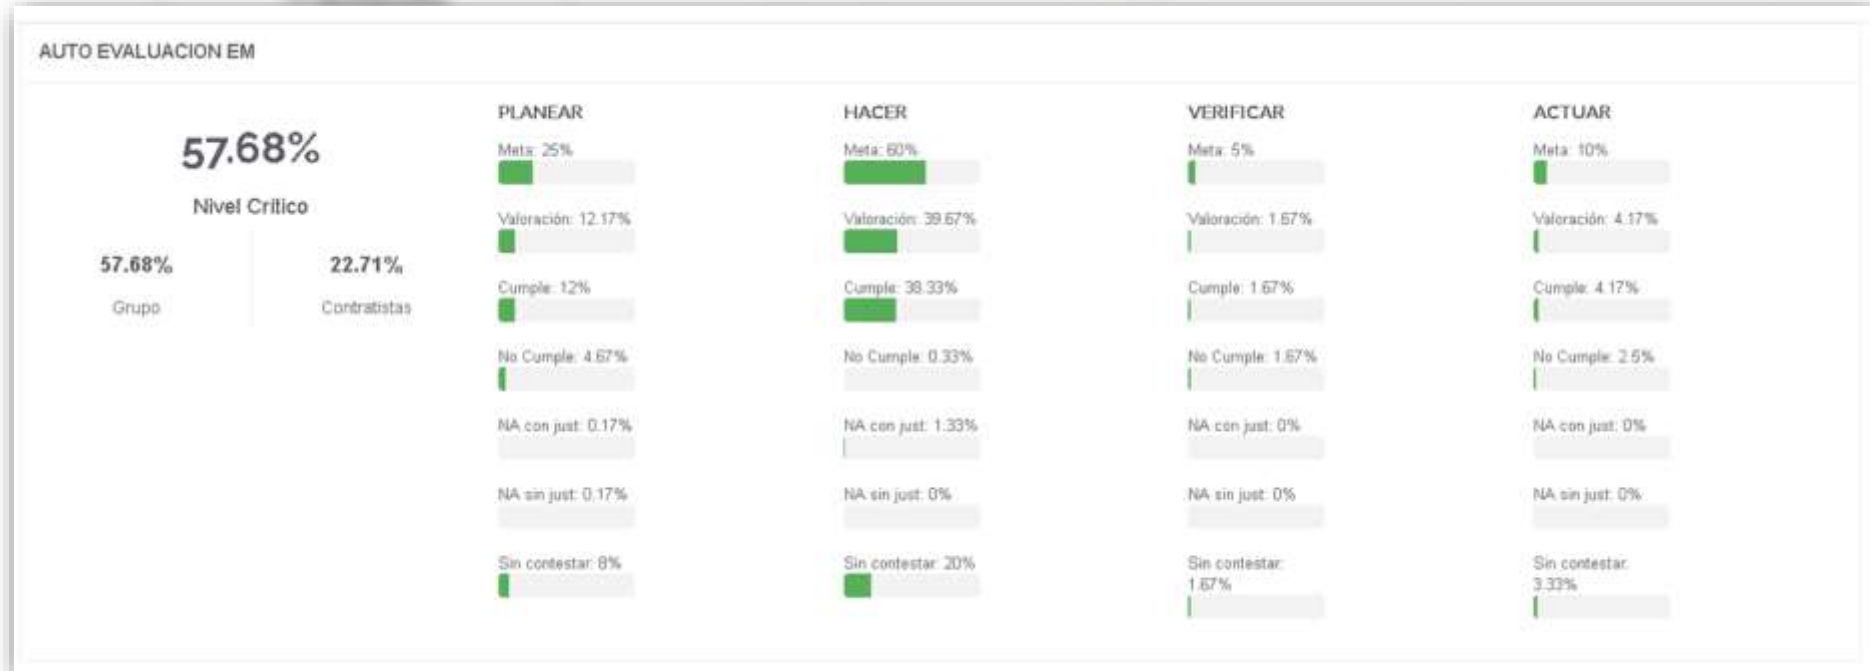 AUTO EVALUACION EM
57.68%
Nivel Crítico
57.68%
Grupo
22.71%
Contratistas
PLANEAR
Meta: 25%
Valoración: 12.17%
Cumple: 12%
No Cumple: 4.67%
NA con just: 0.17%
NA sin just: 0.17%
Sin contestar: 8%
HACER
Meta: 60%
Valoración: 39.67%
Cumple: 38.33%
No Cumple: 0.33%
NA con just: 1.33%
NA sin just: 0%
Sin contestar: 20%
VERIFICAR
Meta: 5%
Valoración: 1.67%
Cumple: 1.67%
No Cumple: 1.67%
NA con just: 0%
NA sin just: 0%
Sin contestar:
1.67%
ACTUAR
Meta: 10%
Valoración: 4.17%
Cumple: 4.17%
No Cumple: 2.5%
NA con just: 0%
NA sin just: 0%
Sin contestar:
3.33%